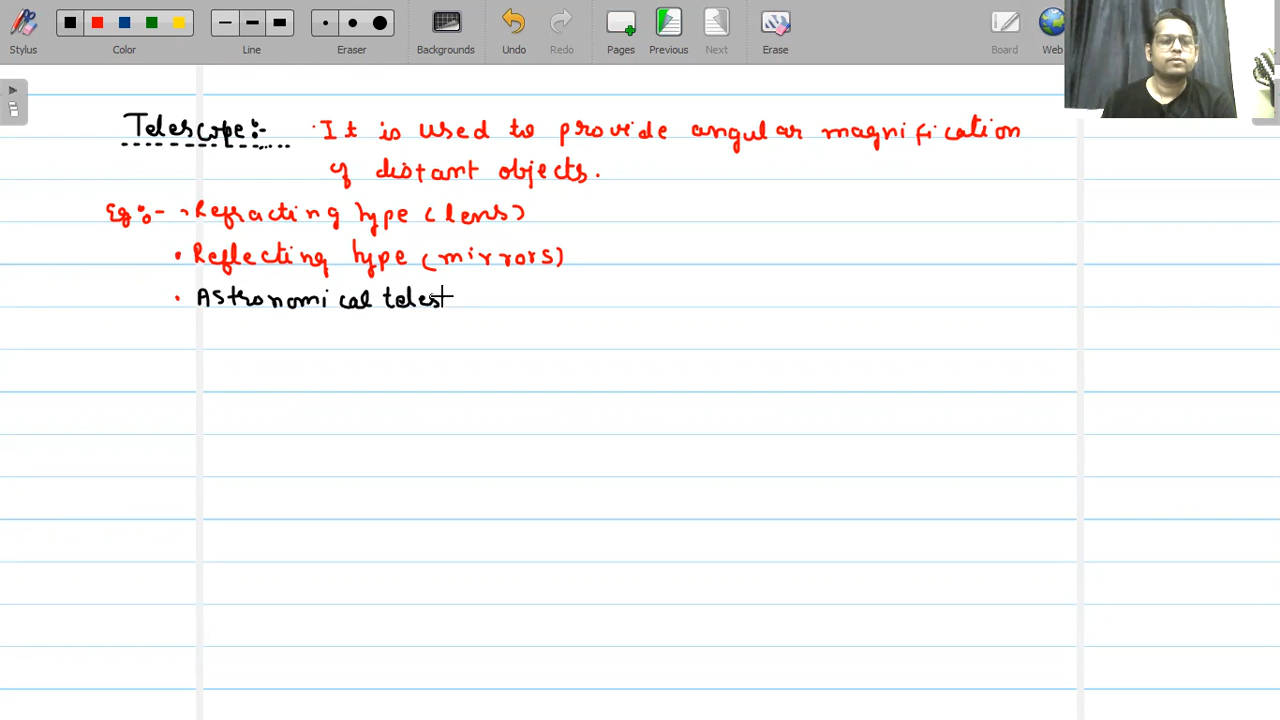 Stylus
Color
Line
Eraser
Backgrounds
Undo
Redo
Pages
Previous
Next
Erase
Board
Web
Telescope:- It is used to provide angular magnification
of distant objects.
Eg:- Refracting type (lens)
• Reflecting type (mirrors)
• Astronomical teles